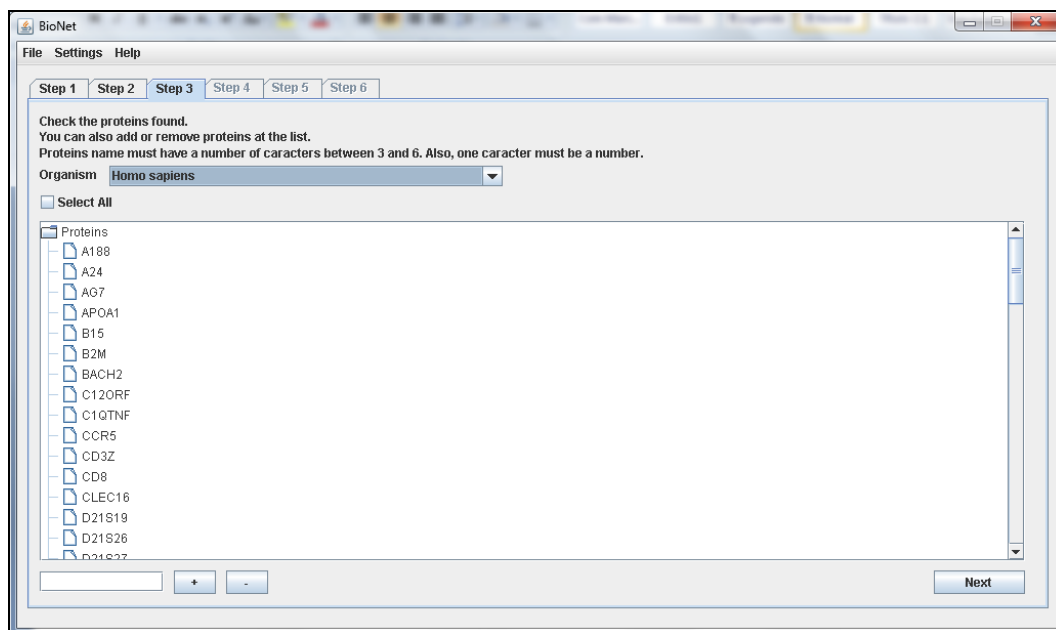 BioNet
File Settings Help
Step 1 Step 2 Step 3 Step 4 Step 5 Step 6
Check the proteins found.
You can also add or remove proteins at the list.
Proteins name must have a number of caracters between 3 and 6. Also, one caracter must be a number.
Organism Homo sapiens
Select All
Proteins
A188
A24
AG7
APOA1
B15
B2M
BACH2
C12ORF
C1QTNF
CCR5
CD3Z
CD8
CLEC16
D21S19
D21S26
D21S27
+ - Next